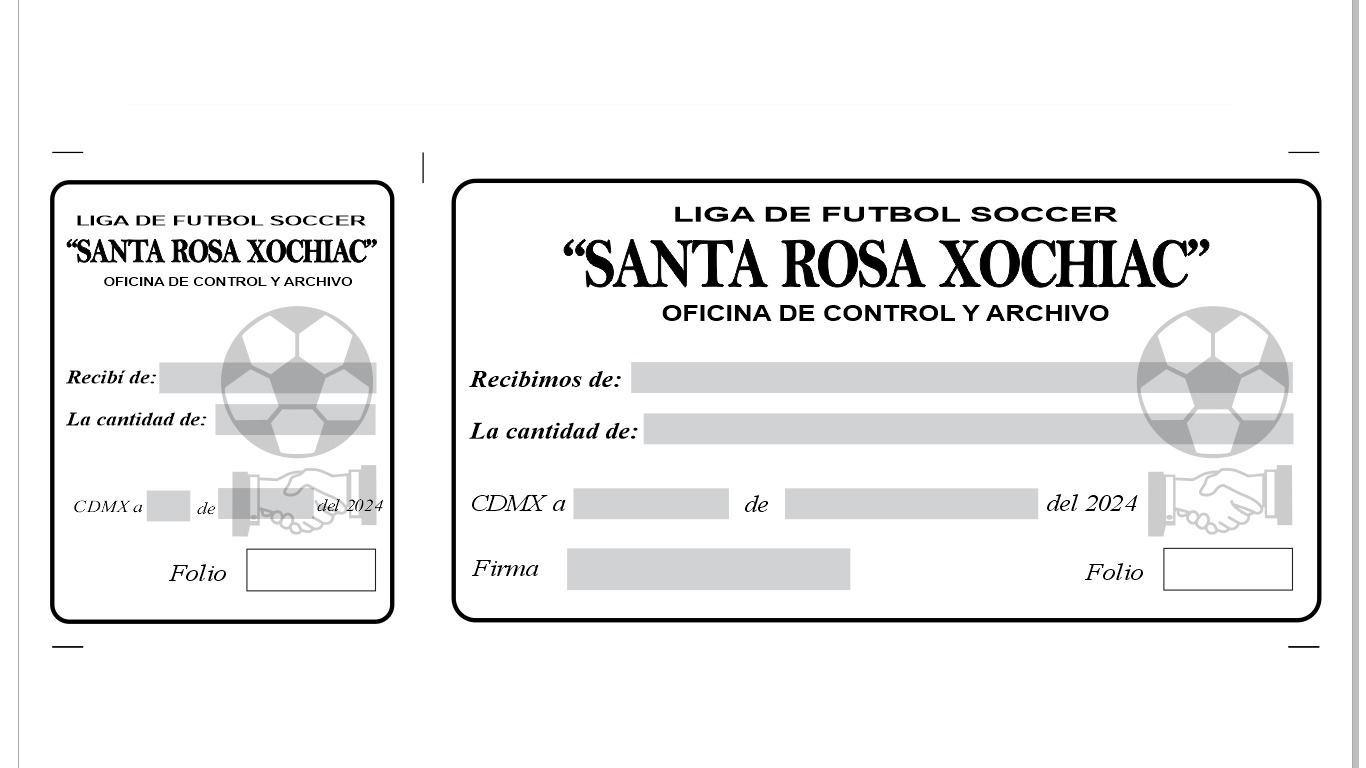 LIGA DE FUTBOL SOCCER
“SANTA ROSA XOCHIAC”
OFICINA DE CONTROL Y ARCHIVO
Recibí de:
La cantidad de:
CDMX a de del 2024
Folio
LIGA DE FUTBOL SOCCER
“SANTA ROSA XOCHIAC”
OFICINA DE CONTROL Y ARCHIVO
Recibimos de:
La cantidad de:
CDMX a de del 2024
Firma Folio